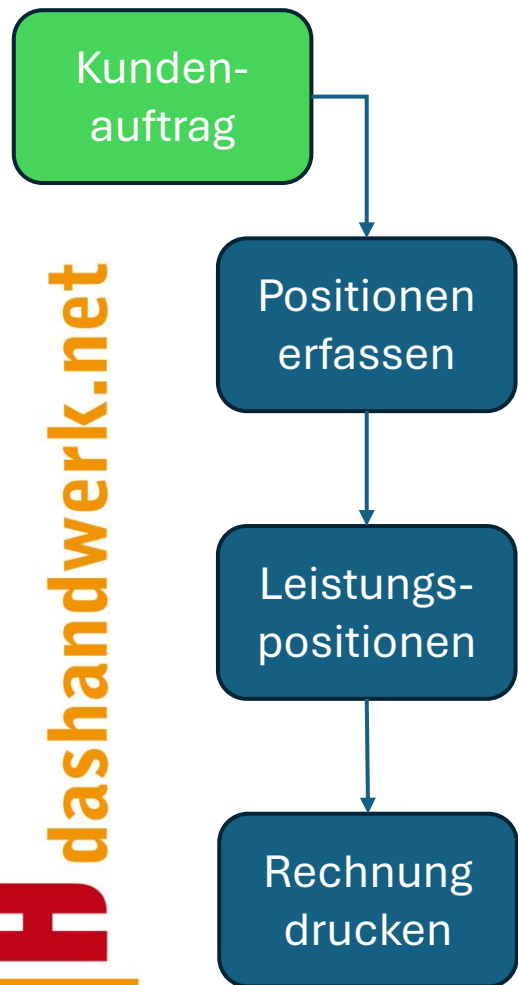 Kunden-
auftrag
Positionen
erfassen
Leistungs-
positionen
Rechnung
drucken
dashandwerk.net
H